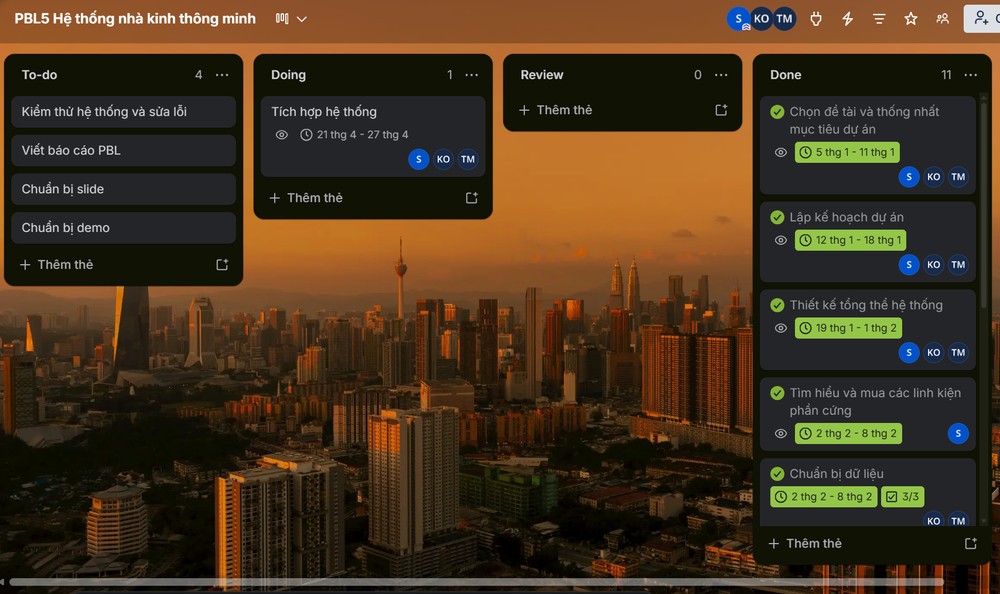 PBL5 Hệ thống nhà kinh thông minh
S KO TM
To-do 4
Kiểm thử hệ thống và sửa lỗi
Viết báo cáo PBL
Chuẩn bị slide
Chuẩn bị demo
Thêm thẻ
Doing 1
Tích hợp hệ thống
21 thg 4 - 27 thg 4
S KO TM
Thêm thẻ
Review 0
Thêm thẻ
Done 11
Chọn đề tài và thống nhất
mục tiêu dự án
5 thg 1 - 11 thg 1
S KO TM
Lập kế hoạch dự án
12 thg 1 - 18 thg 1
S KO TM
Thiết kế tổng thể hệ thống
19 thg 1 - 1 thg 2
S KO TM
Tìm hiểu và mua các linh kiện
phần cứng
2 thg 2 - 8 thg 2
S
Chuẩn bị dữ liệu
2 thg 2 - 8 thg 2 3/3
KO TM
Thêm thẻ